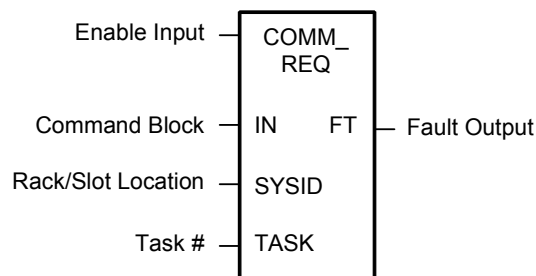 Enable Input
COMM_
REQ
Command Block IN FT Fault Output
Rack/Slot Location SYSID
Task # TASK